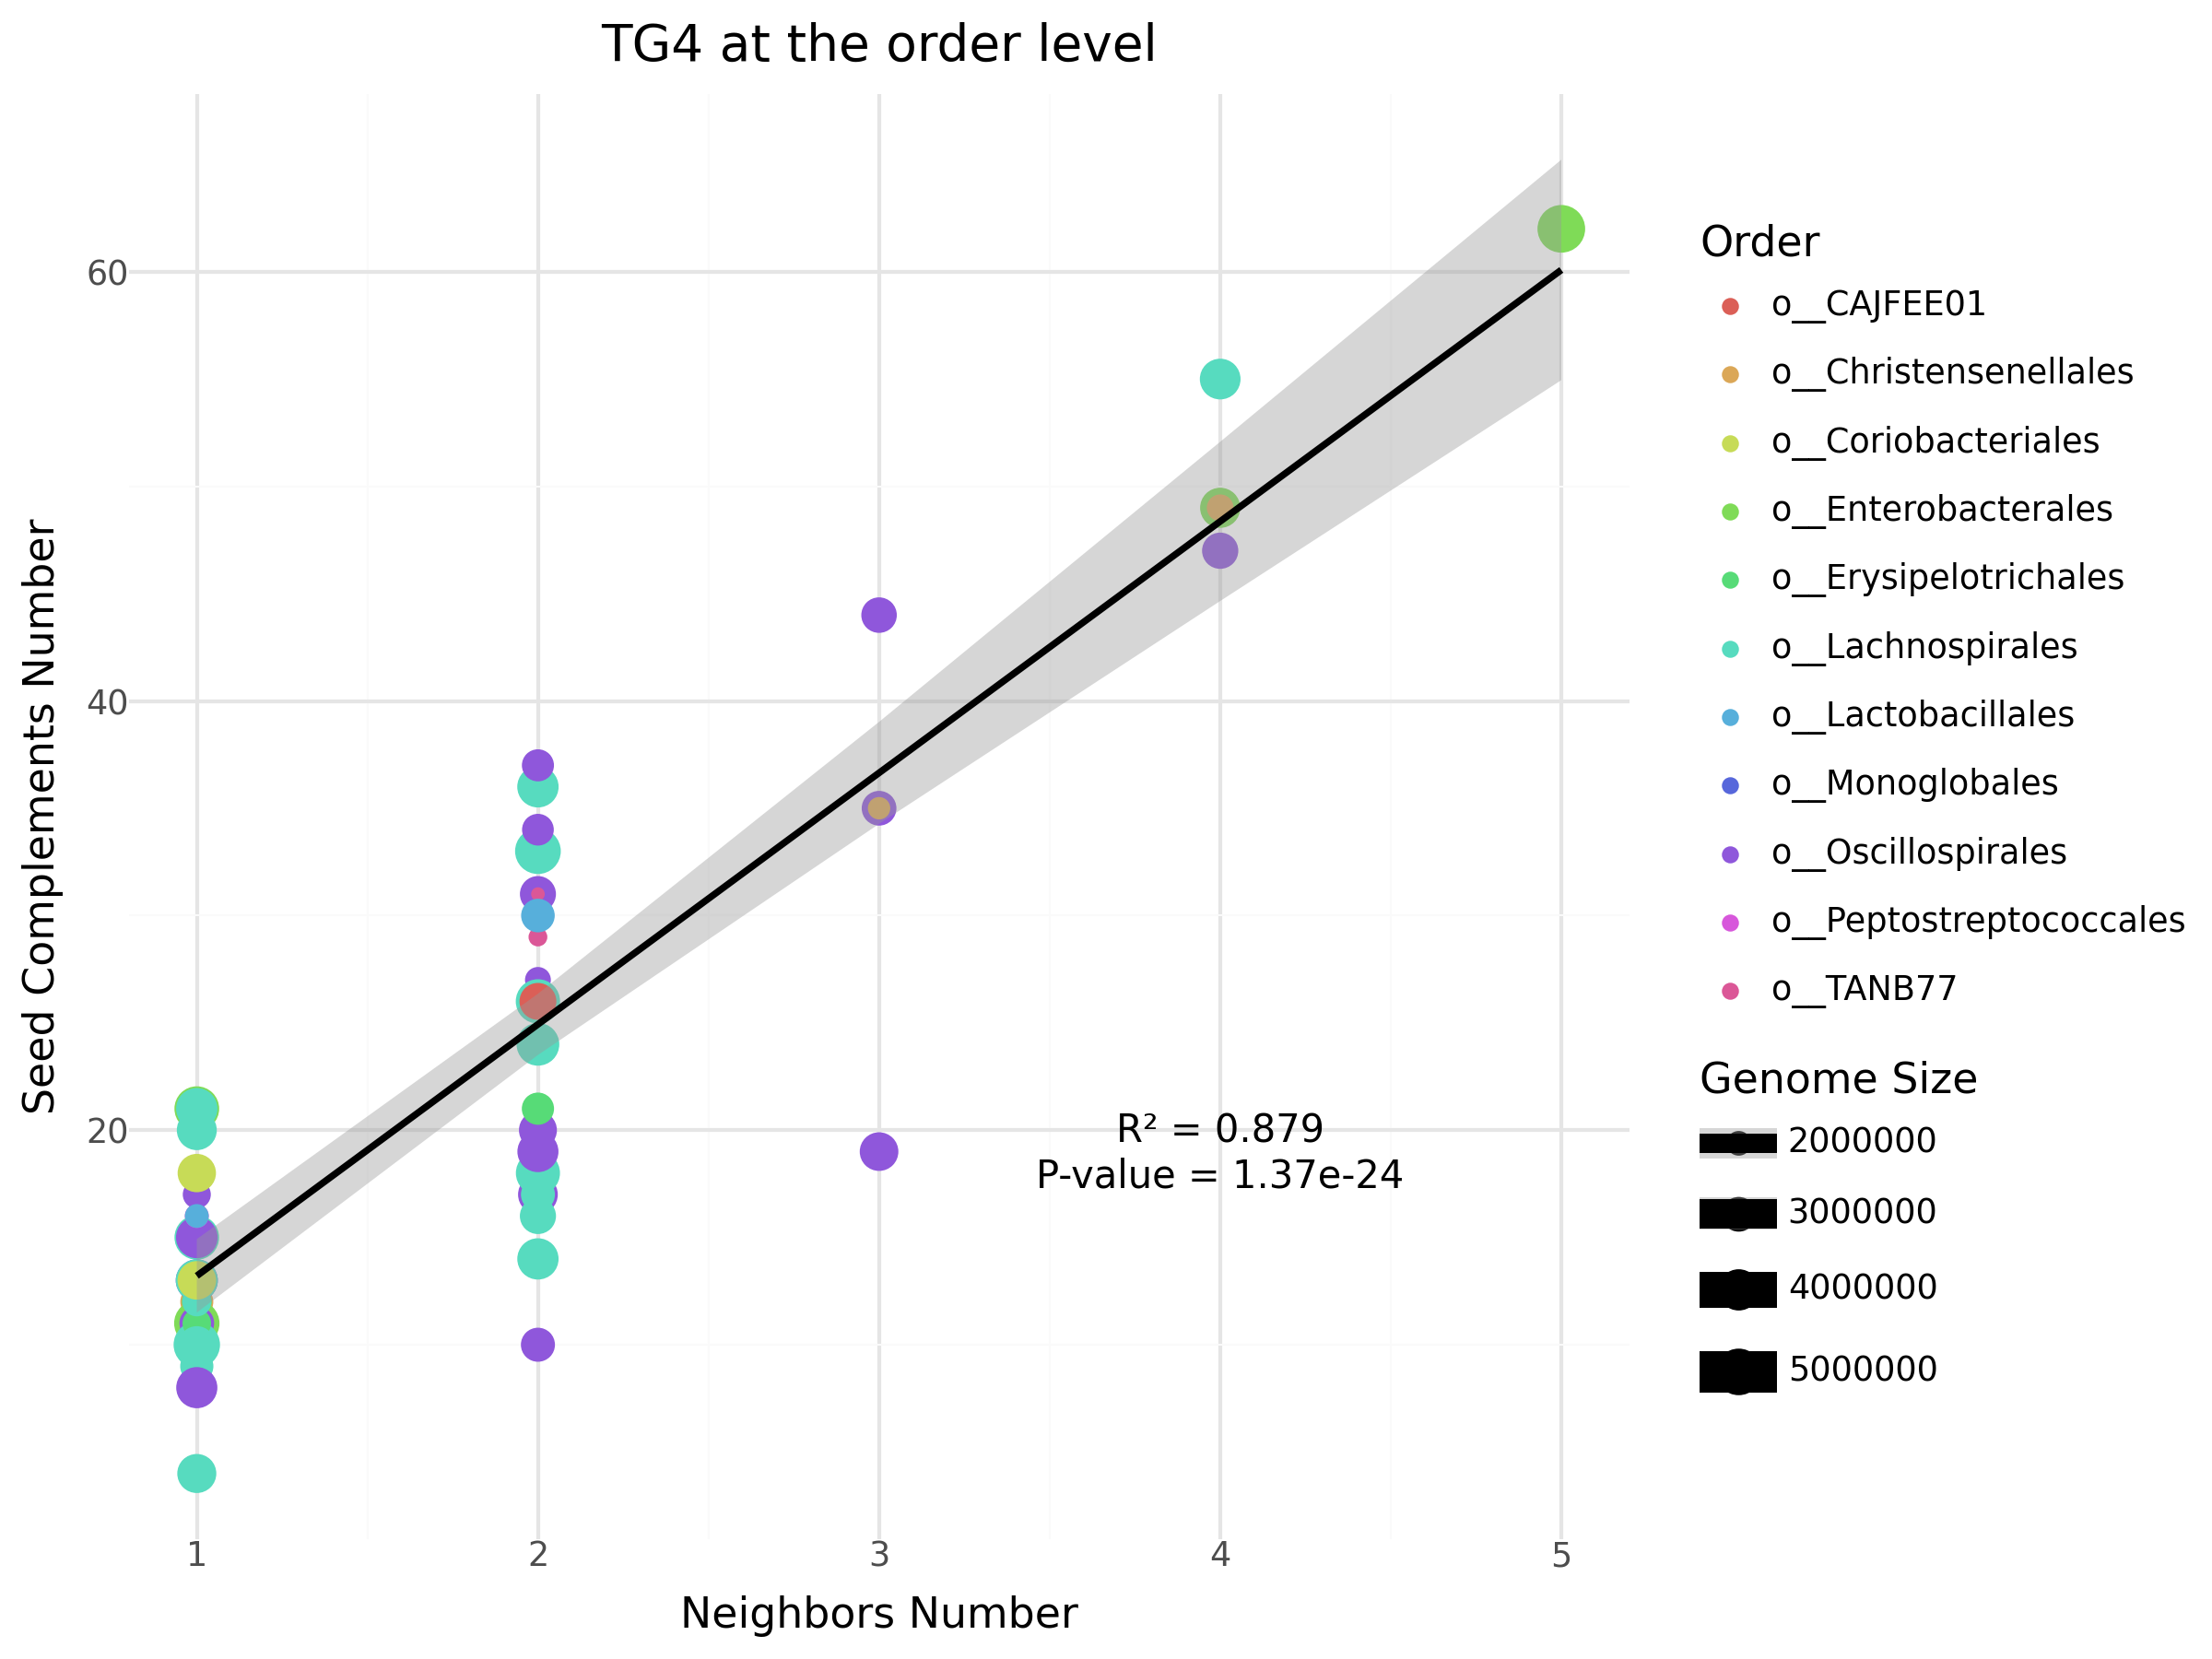 TG4 at the order level
Seed Complements Number
60
40
20
R² = 0.879
P-value = 1.37e-24
1 2 3 4 5
Neighbors Number
Order
o__CAJFEE01
o__Christensenellales
o__Coriobacteriales
o__Enterobacterales
o__Erysipelotrichales
o__Lachnospirales
o__Lactobacillales
o__Monoglobales
o__Oscillospirales
o__Peptostreptococcales
o__TANB77
Genome Size
2000000
3000000
4000000
5000000